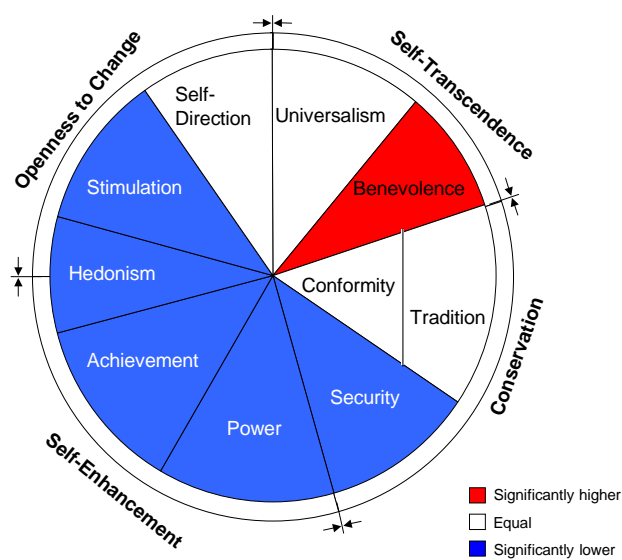 Openness to Change
Self-Transcendence
Self-
Direction
Universalism
Stimulation
Benevolence
Hedonism
Conformity
Tradition
Achievement
Security
Power
Conservation
Self-Enhancement
Significantly higher
Equal
Significantly lower